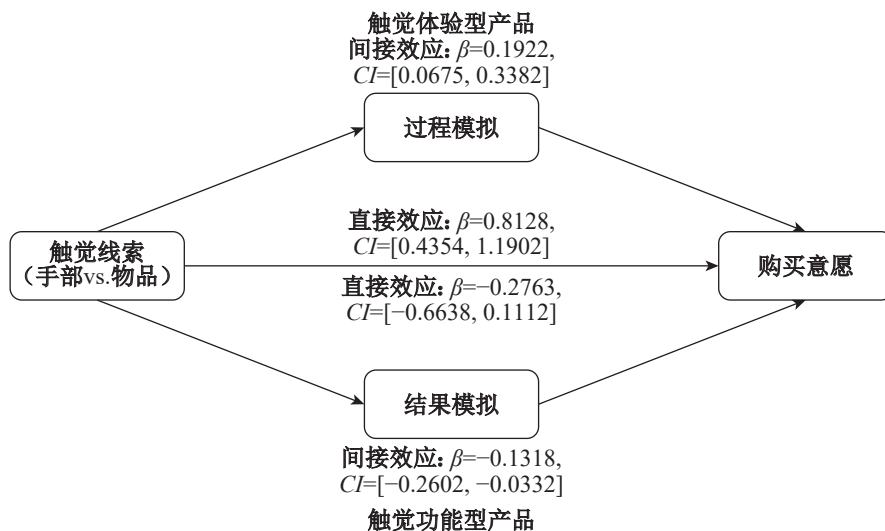 触觉体验型产品
间接效应: β=0.1922,
CI=[0.0675, 0.3382]
过程模拟
直接效应: β=0.8128,
CI=[0.4354, 1.1902]
触觉线索
（手部vs.物品）
购买意愿
直接效应: β=−0.2763,
CI=[−0.6638, 0.1112]
结果模拟
间接效应: β=−0.1318,
CI=[−0.2602, −0.0332]
触觉功能型产品